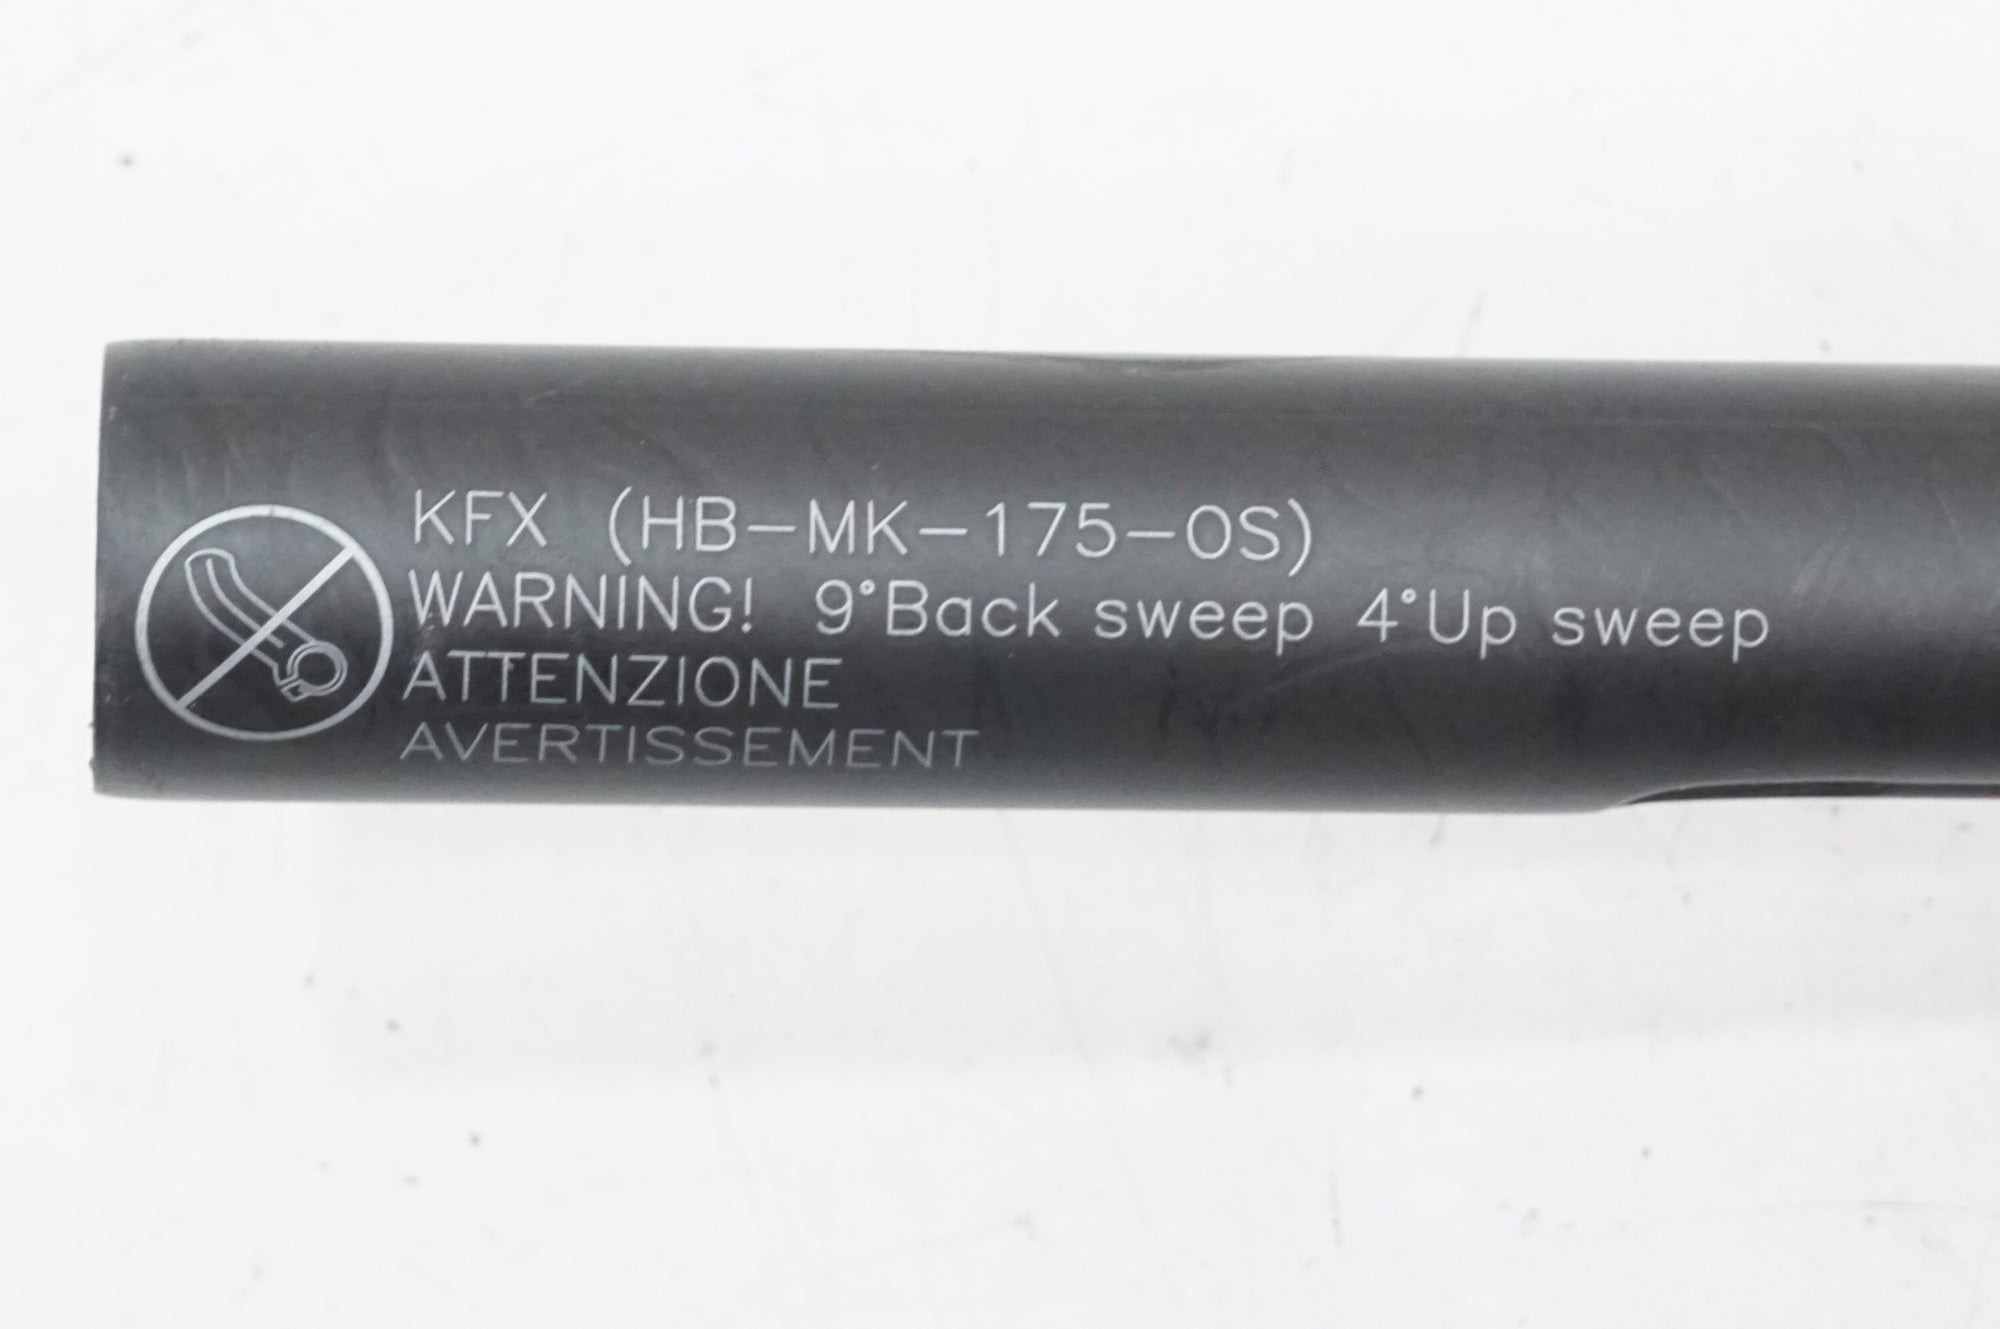 KFX (HB-MK-175-OS)
WARNING! 9°Back sweep 4°Up sweep
ATTENZIONE
AVERTISSEMENT